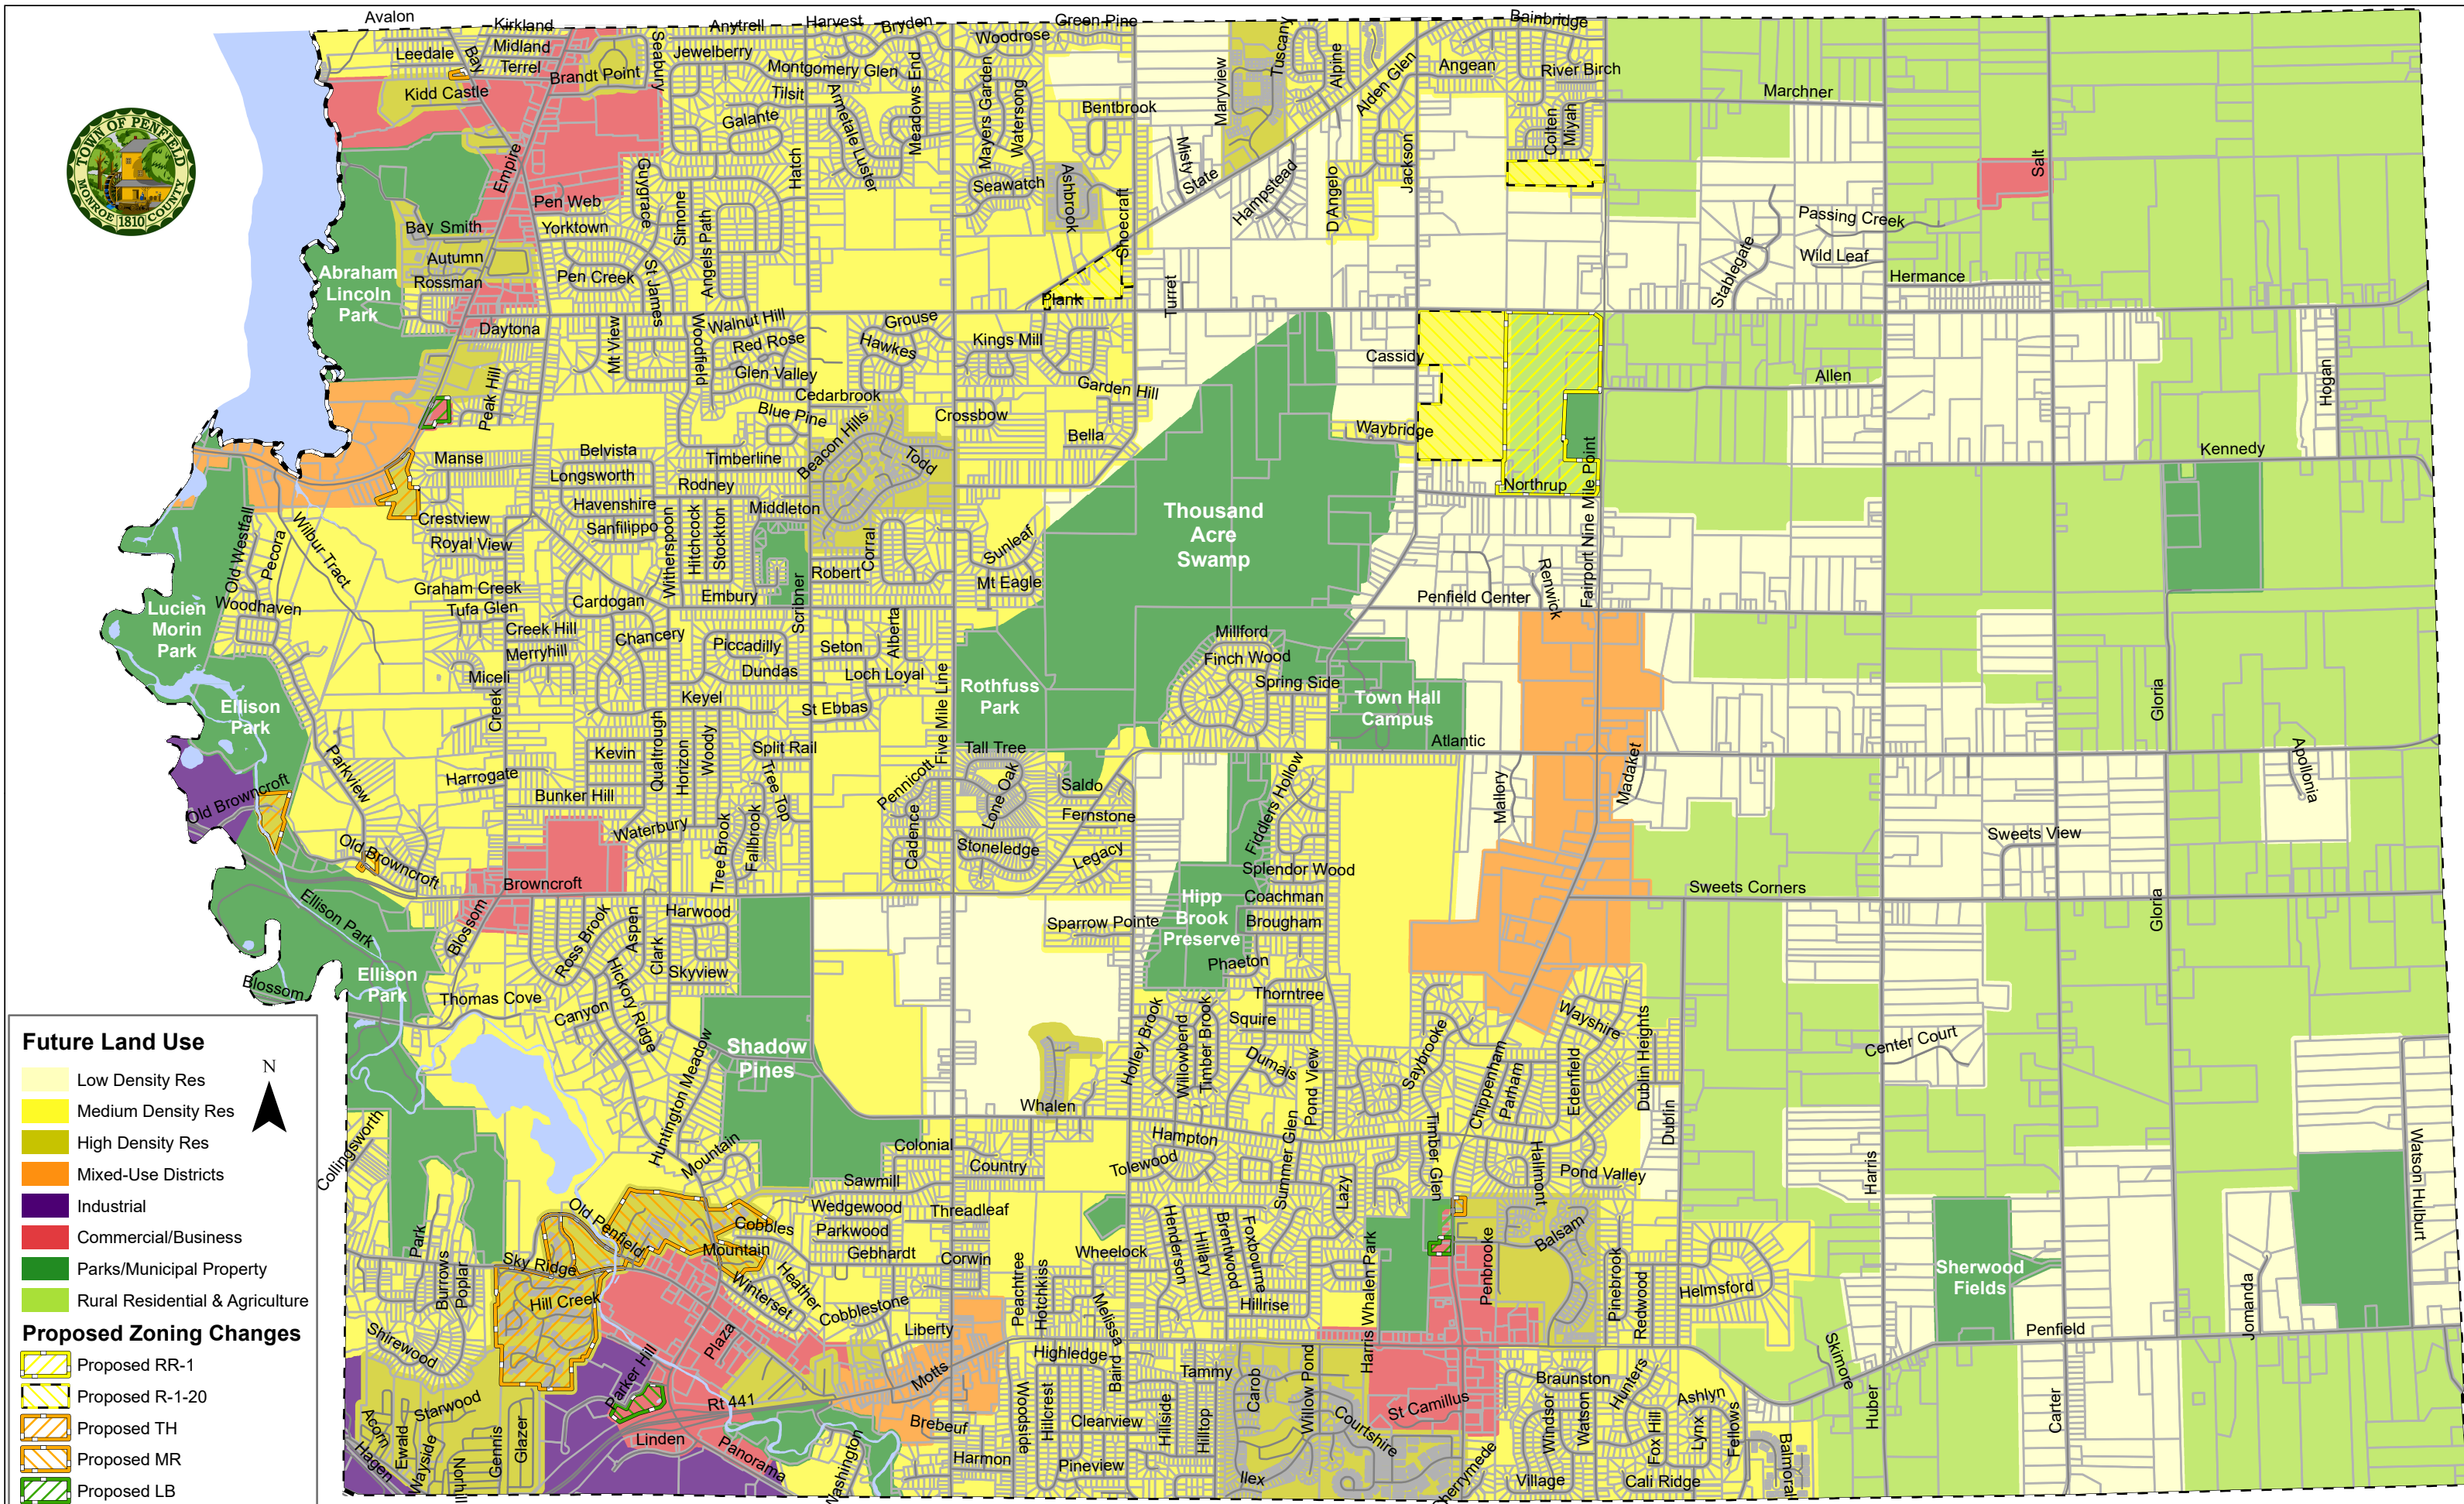 Avalon
Kirkland
Anytrell
Harvest
Bryden
Green Pine
Bainbridge
Leedale
Bay
Midland
Terrel
Seabury
Jewelberry
Woodrose
Tuscany
Alpine
Alden Glen
Angean
River Birch
Kidd Castle
Brandt Point
Montgomery Glen
Meadows End
Tilsit
Galante
Armetale Luster
Mayers Garden
Watersong
Bentbrook
Maryview
Marchner
Colten
Miyah
TOWN OF PENFIELD
1810
MONROE COUNTY
Empire
Guygrace
Hatch
Seawatch
Ashbrook
Misty
State
Hampstead
Jackson
D Angelo
Salt
Pen Web
Simone
Angels Path
Shoecraft
Bay Smith
Yorktown
Passing Creek
Autumn
Rossman
Pen Creek
St James
Wild Leaf
Stablegate
Hermance
Abraham
Lincoln
Park
Plank
Turret
Daytona
Mt View
Woodfield
Walnut Hill
Red Rose
Glen Valley
Grouse
Hawkes
Kings Mill
Cassidy
Allen
Hogan
Peak Hill
Cedarbrook
Blue Pine
Beacon Hills
Garden Hill
Crossbow
Bella
Waybridge
Kennedy
Manse
Belvista
Longsworth
Timberline
Rodney
Todd
Northrup
Fairport Nine Mile Point
Old Westfall
Pecora
Wilbur Tract
Crestview
Royal View
Havenshire
Sanfilippo
Witherspoon
Hitchcock
Stockton
Middleton
Corral
Sunleaf
Thousand
Acre
Swamp
Robert
Mt Eagle
Renwick
Penfield Center
Lucien
Morin
Park
Woodhaven
Graham Creek
Tufa Glen
Cardogan
Embury
Scribner
Creek Hill
Merryhill
Chancery
Piccadilly
Dundas
Seton
Alberta
Loch Loyal
Millford
Finch Wood
Spring Side
Miceli
Creek
Keyel
St Ebbas
Five Mile Line
Rothfuss
Park
Town Hall
Campus
Atlantic
Gloria
Ellison
Park
Parkview
Harrogate
Kevin
Qualtrough
Horizon
Woody
Split Rail
Tree Top
Tall Tree
Pennicott
Lone Oak
Saldo
Fernstone
Fiddlers Hollow
Mallory
Madaket
Apollonia
Old Browncroft
Bunker Hill
Waterbury
Tree Brook
Fallbrook
Cadence
Stoneledge
Legacy
Splendor Wood
Sweets View
Old Browncroft
Browncroft
Sweets Corners
Ellison Park
Blossom
Harwood
Ross Brook
Aspen
Clark
Skyview
Sparrow Pointe
Hipp
Brook
Preserve
Coachman
Brougham
Phaeton
Gloria
Blossom
Ellison
Park
Thomas Cove
Canyon
Hickory Ridge
Thorntree
Squire
Holley Brook
Willowbend
Timber Brook
Dumais
Pond View
Saybrooke
Chippenham
Parham
Edenfield
Wayshire
Dublin Heights
Dublin
Center Court
Shadow
Pines
Huntington Meadow
Whalen
Future Land Use
N
Low Density Res
Medium Density Res
High Density Res
Mixed-Use Districts
Industrial
Commercial/Business
Parks/Municipal Property
Rural Residential & Agriculture
Proposed Zoning Changes
Proposed RR-1
Proposed R-1-20
Proposed TH
Proposed MR
Proposed LB
Collingsworth
Mountain
Colonial
Country
Hampton
Tolewood
Summer Glen
Lazy
Timber Glen
Hallmont
Pond Valley
Harris
Watson Hulburt
Sawmill
Wedgewood
Threadleaf
Old Penfield
Cobbles
Parkwood
Gebhardt
Mountain
Corwin
Wheelock
Henderson
Hillary
Brentwood
Foxbourne
Hillrise
Harris Whalen Park
Penbrooke
Balsam
Pinebrook
Redwood
Helmsford
Sherwood
Fields
Jomanda
Park
Burrows
Poplar
Sky Ridge
Hill Creek
Winterset
Heather
Cobblestone
Peachtree
Hotchkiss
Melissa
Liberty
Shirewood
Plaza
Parker Hill
Motts
Highledge
Baird
Tammy
Carob
Willow Pond
Courtshire
St Camillus
Braunston
Hunters
Ashlyn
Skimore
Penfield
Huber
Carter
Acorn
Starwood
Ewald
Wayside
Hagen
Norhill
Gennis
Glazer
Rt 441
Linden
Panorama
Washington
Brebeuf
Harmon
Woolside
Hillcrest
Clearview
Pineview
Hillside
Hilltop
Ilex
Cherrymede
Windsor
Watson
Village
Fox Hill
Lynx
Fellows
Cali Ridge
Balmoral